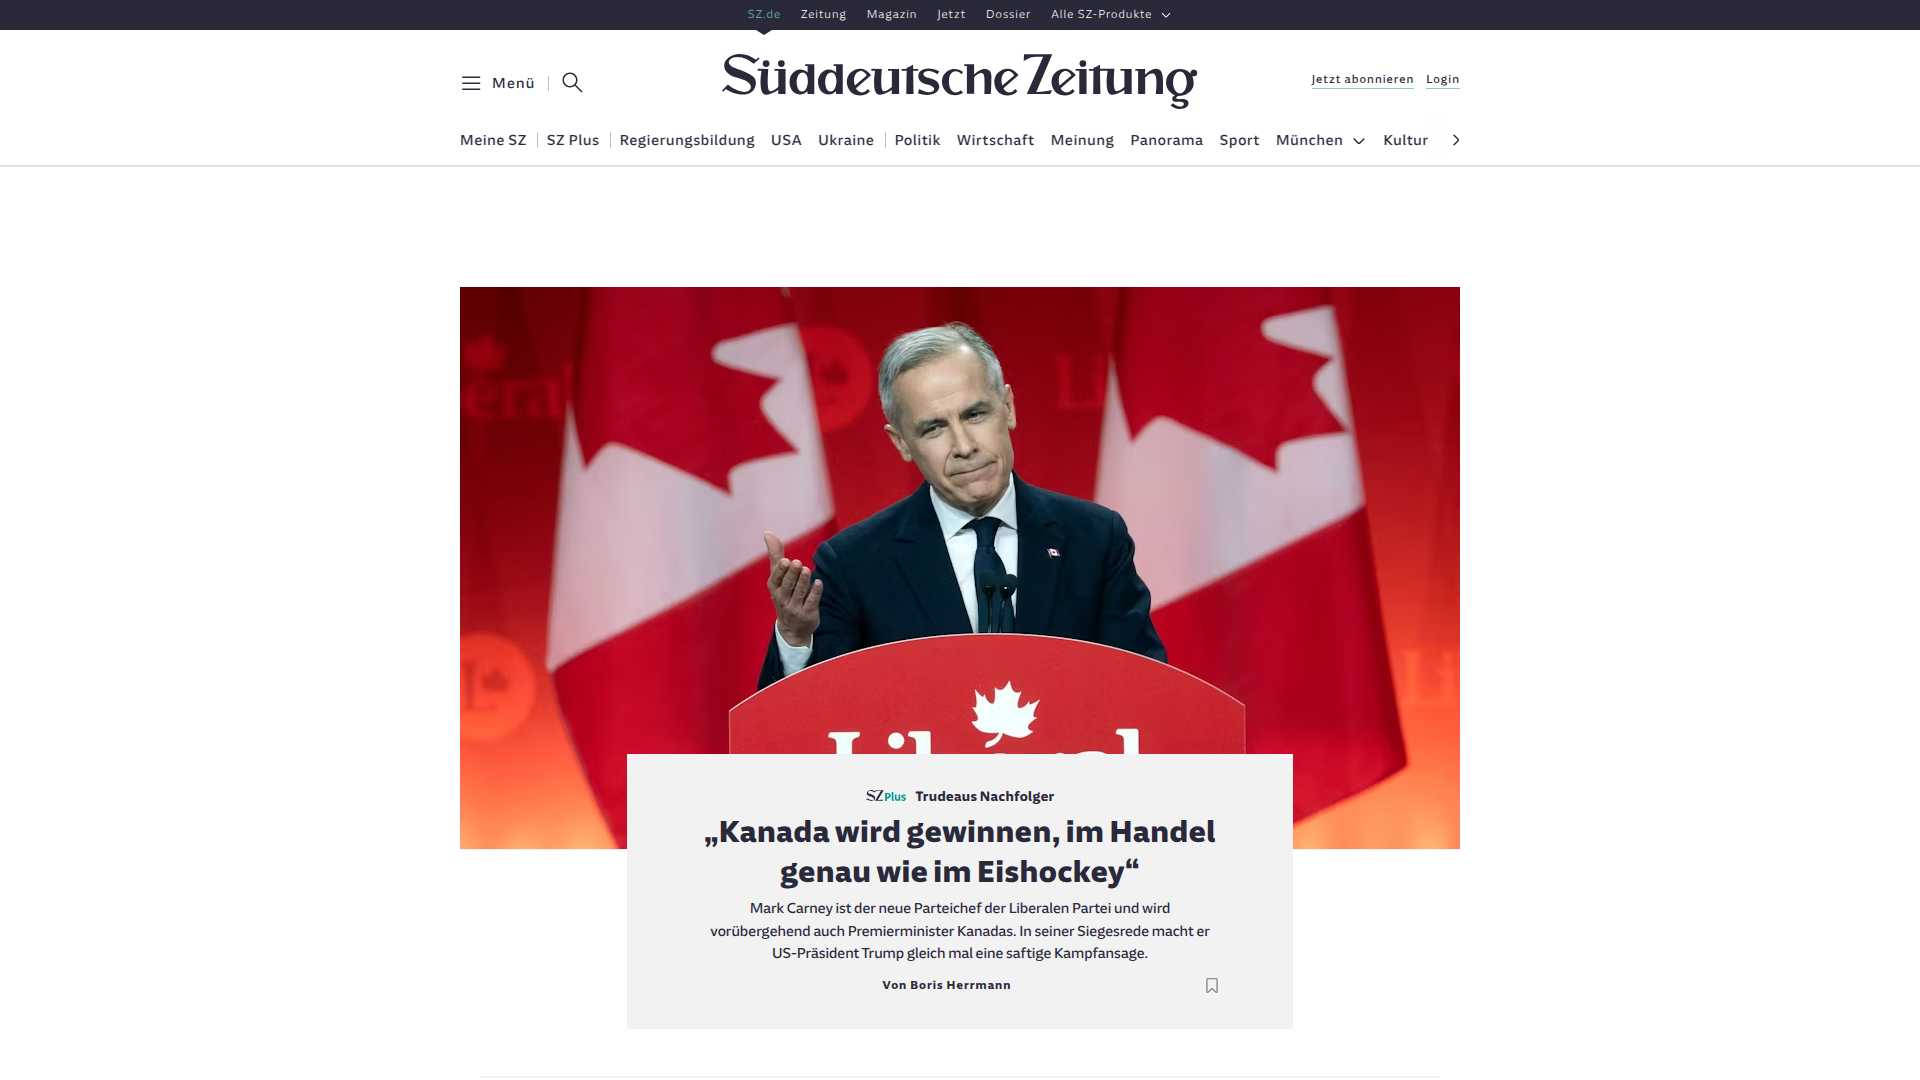 SZ.de Zeitung Magazin Jetzt Dossier Alle SZ-Produkte
Menü
Süddeutsche Zeitung
Jetzt abonnieren Login
Meine SZ SZ Plus Regierungsbildung USA Ukraine Politik Wirtschaft Meinung Panorama Sport München Kultur
SZ Plus Trudeaus Nachfolger
„Kanada wird gewinnen, im Handel
genau wie im Eishockey“
Mark Carney ist der neue Parteichef der Liberalen Partei und wird
vorübergehend auch Premierminister Kanadas. In seiner Siegesrede macht er
US-Präsident Trump gleich mal eine saftige Kampfansage.
Von Boris Herrmann